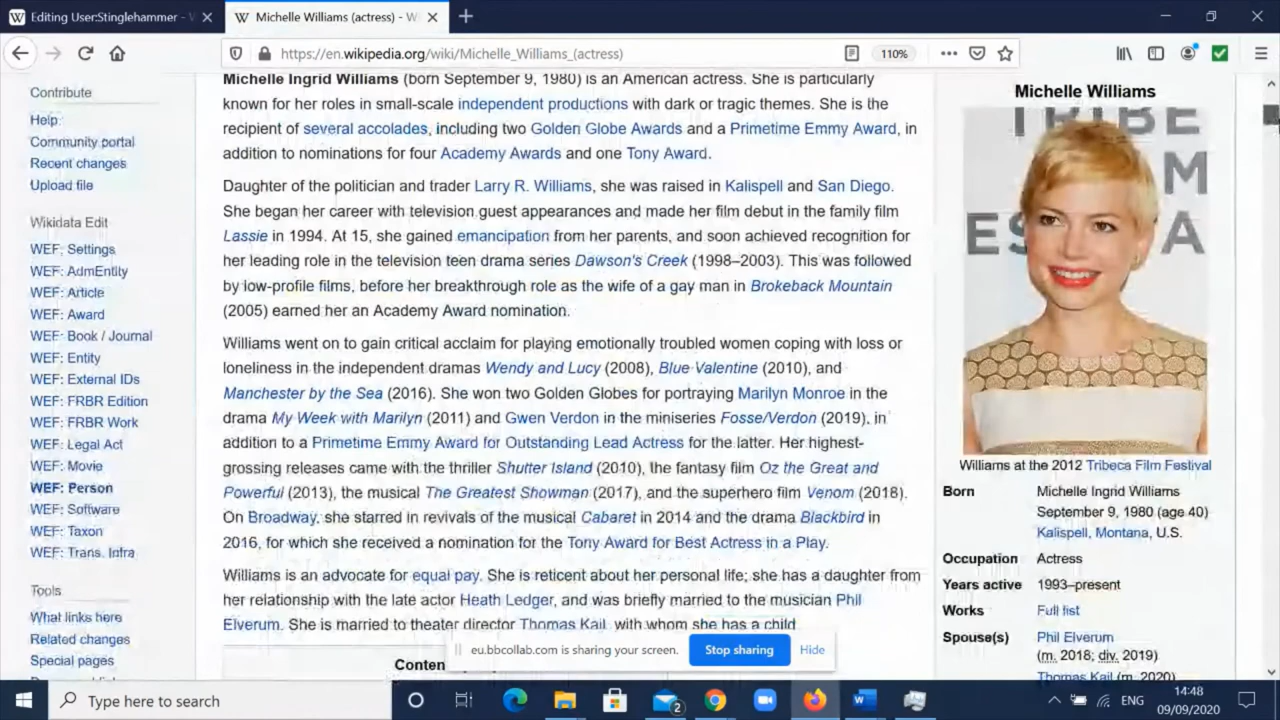 Editing User:Stinglehammer - W
Michelle Williams (actress) - Wi
https://en.wikipedia.org/wiki/Michelle_Williams_(actress)
110%
Contribute
Help
Community portal
Recent changes
Upload file
Wikidata Edit
WEF: Settings
WEF: AdmEntity
WEF: Article
WEF: Award
WEF: Book / Journal
WEF: Entity
WEF: External IDs
WEF: FRBR Edition
WEF: FRBR Work
WEF: Legal Act
WEF: Movie
WEF: Person
WEF: Software
WEF: Taxon
WEF: Trans. Infra
Tools
What links here
Related changes
Special pages
Michelle Ingrid Williams (born September 9, 1980) is an American actress. She is particularly
known for her roles in small-scale independent productions with dark or tragic themes. She is the
recipient of several accolades, including two Golden Globe Awards and a Primetime Emmy Award, in
addition to nominations for four Academy Awards and one Tony Award.
Daughter of the politician and trader Larry R. Williams, she was raised in Kalispell and San Diego.
She began her career with television guest appearances and made her film debut in the family film
Lassie in 1994. At 15, she gained emancipation from her parents, and soon achieved recognition for
her leading role in the television teen drama series Dawson's Creek (1998–2003). This was followed
by low-profile films, before her breakthrough role as the wife of a gay man in Brokeback Mountain
(2005) earned her an Academy Award nomination.
Williams went on to gain critical acclaim for playing emotionally troubled women coping with loss or
loneliness in the independent dramas Wendy and Lucy (2008), Blue Valentine (2010), and
Manchester by the Sea (2016). She won two Golden Globes for portraying Marilyn Monroe in the
drama My Week with Marilyn (2011) and Gwen Verdon in the miniseries Fosse/Verdon (2019), in
addition to a Primetime Emmy Award for Outstanding Lead Actress for the latter. Her highest-
grossing releases came with the thriller Shutter Island (2010), the fantasy film Oz the Great and
Powerful (2013), the musical The Greatest Showman (2017), and the superhero film Venom (2018).
On Broadway, she starred in revivals of the musical Cabaret in 2014 and the drama Blackbird in
2016, for which she received a nomination for the Tony Award for Best Actress in a Play.
Williams is an advocate for equal pay. She is reticent about her personal life; she has a daughter from
her relationship with the late actor Heath Ledger, and was briefly married to the musician Phil
Elverum. She is married to theater director Thomas Kail, with whom she has a child
Conten
Michelle Williams
TRIBE
M
ES
A
Williams at the 2012 Tribeca Film Festival
Born Michelle Ingrid Williams
September 9, 1980 (age 40)
Kalispell, Montana, U.S.
Occupation Actress
Years active 1993–present
Works Full list
Spouse(s) Phil Elverum
(m. 2018; div. 2019)
Thomas Kail (m. 2020)
eu.bbcollab.com is sharing your screen. Stop sharing Hide
Type here to search
2
ENG
14:48
09/09/2020